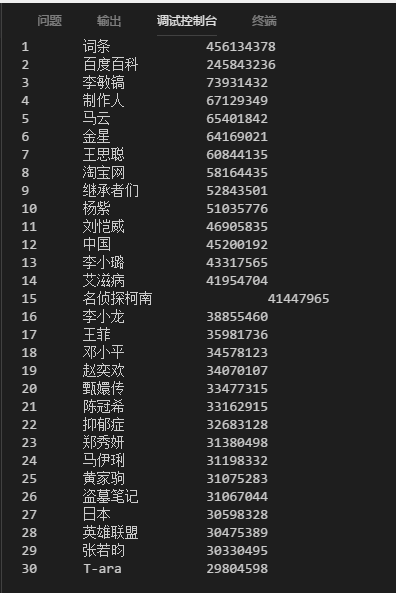 问题 输出 调试控制台 终端
1 词条 456134378
2 百度百科 245843236
3 李敏镐 73931432
4 制作人 67129349
5 马云 65401842
6 金星 64169021
7 王思聪 60844135
8 淘宝网 58164435
9 继承者们 52843501
10 杨紫 51035776
11 刘恺威 46905835
12 中国 45200192
13 李小璐 43317565
14 艾滋病 41954704
15 名侦探柯南 41447965
16 李小龙 38855460
17 王菲 35981736
18 邓小平 34578123
19 赵奕欢 34070107
20 甄嬛传 33477315
21 陈冠希 33162915
22 抑郁症 32683128
23 郑秀妍 31380498
24 马伊琍 31198332
25 黄家驹 31075283
26 盗墓笔记 31067044
27 日本 30598328
28 英雄联盟 30475389
29 张若昀 30330495
30 T-ara 29804598